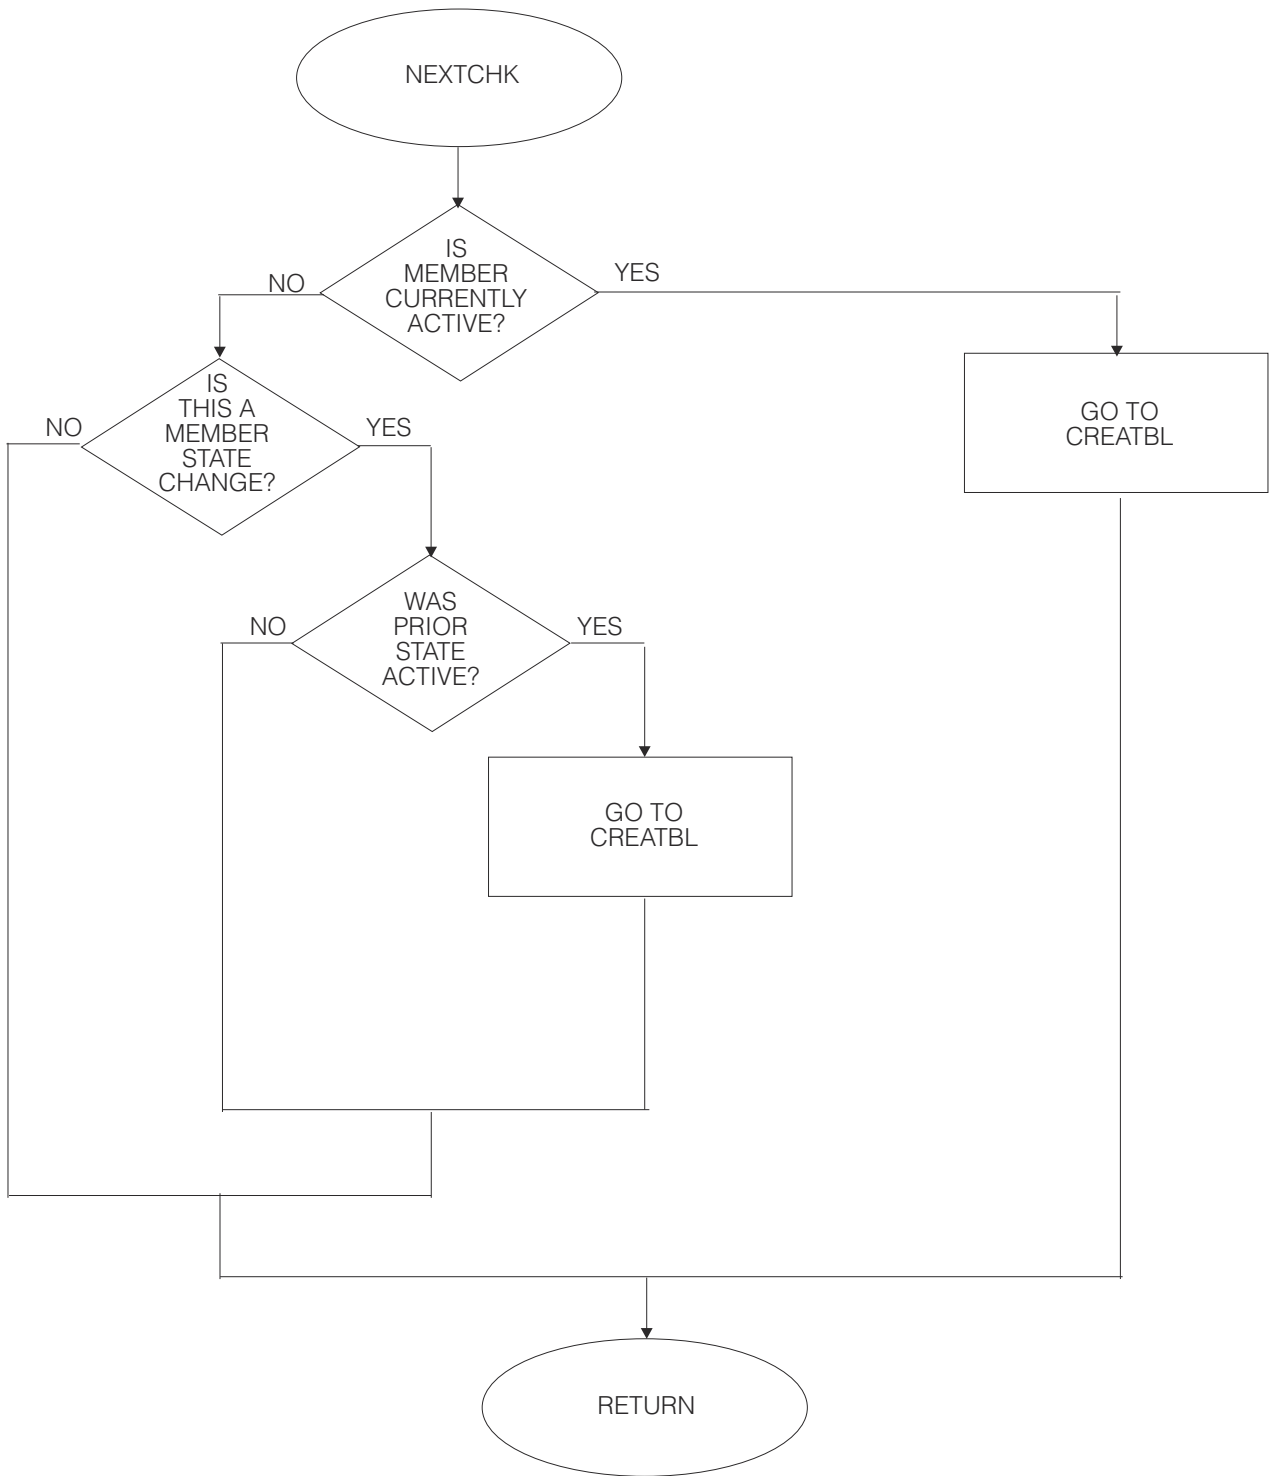 NEXTCHK
IS
MEMBER
CURRENTLY
ACTIVE?
NO
YES
IS
THIS A
MEMBER
STATE
CHANGE?
NO
YES
GO TO
CREATBL
WAS
PRIOR
STATE
ACTIVE?
NO
YES
GO TO
CREATBL
RETURN